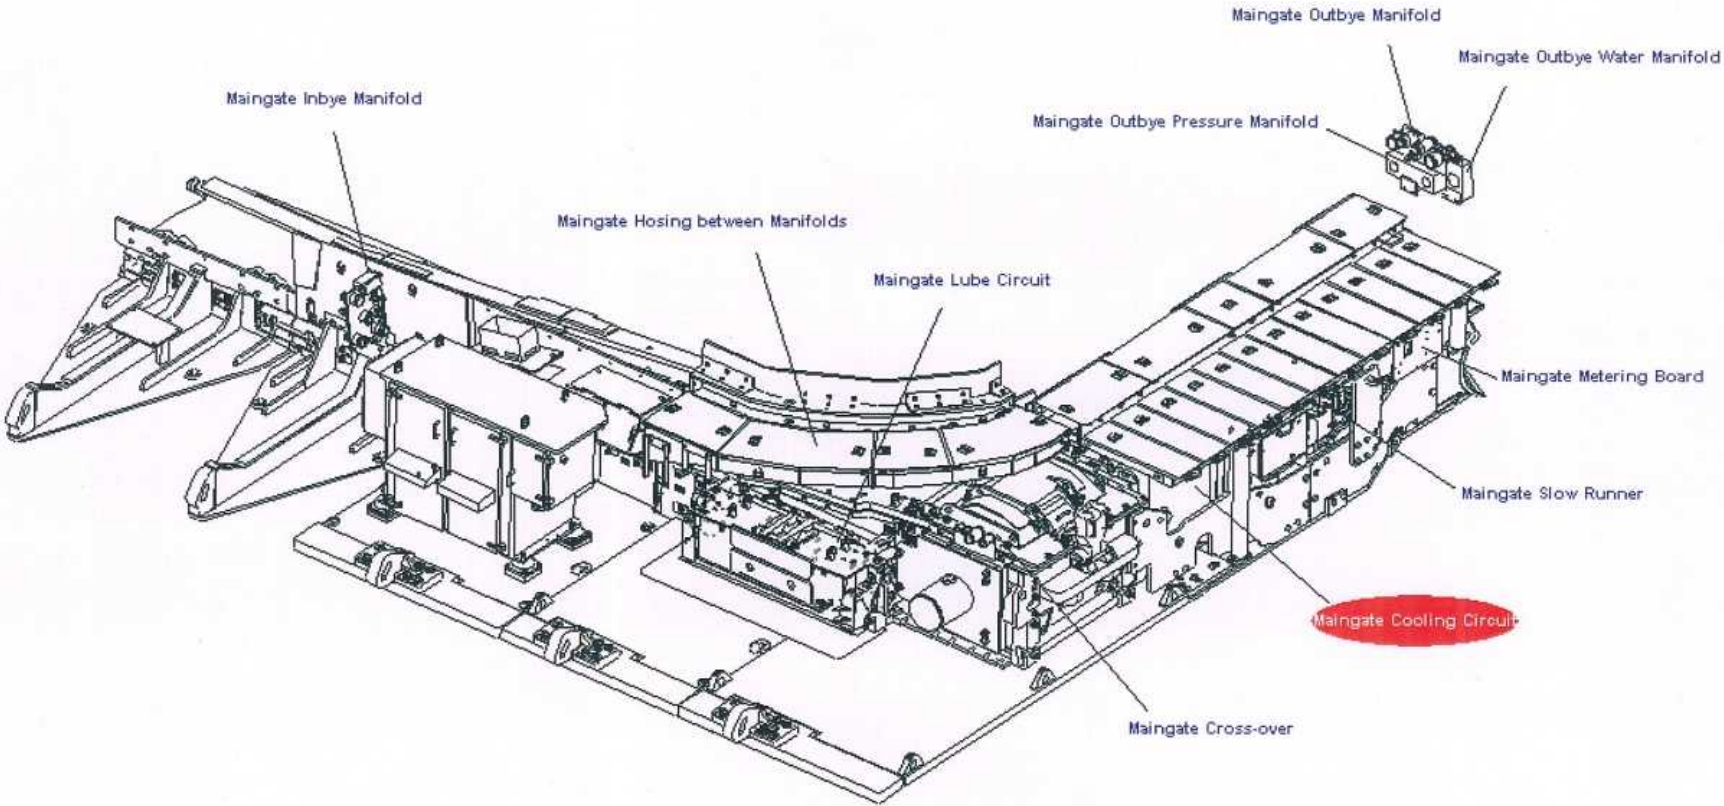 Maingate Outbye Manifold
Maingate Outbye Water Manifold
Maingate Inbye Manifold
Maingate Outbye Pressure Manifold
Maingate Hosing between Manifolds
Maingate Lube Circuit
Maingate Metering Board
Maingate Slow Runner
Maingate Cooling Circuit
Maingate Cross-over